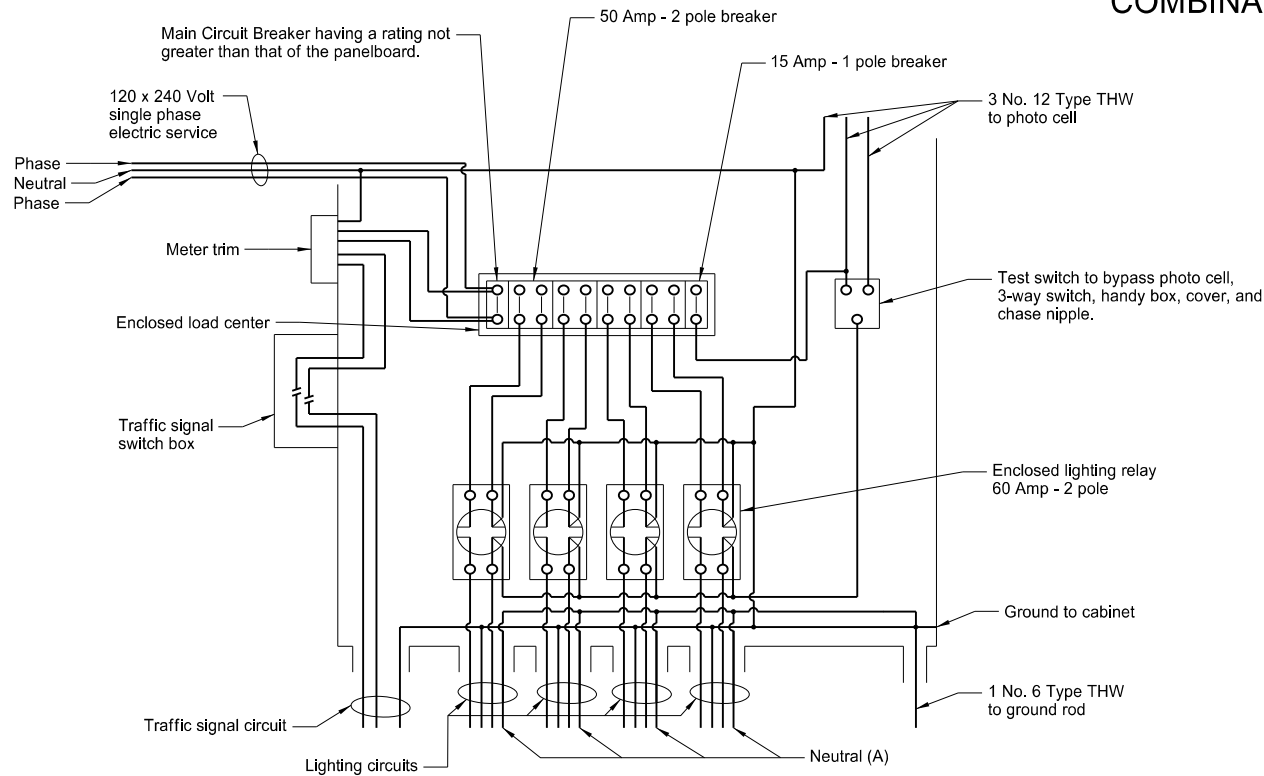 COMBINA
50 Amp - 2 pole breaker
Main Circuit Breaker having a rating not
greater than that of the panelboard.
15 Amp - 1 pole breaker
120 x 240 Volt
single phase
electric service
3 No. 12 Type THW
to photo cell
Phase
Neutral
Phase
Meter trim
Test switch to bypass photo cell,
3-way switch, handy box, cover, and
chase nipple.
Enclosed load center
Traffic signal
switch box
Enclosed lighting relay
60 Amp - 2 pole
Ground to cabinet
1 No. 6 Type THW
to ground rod
Traffic signal circuit
Neutral (A)
Lighting circuits